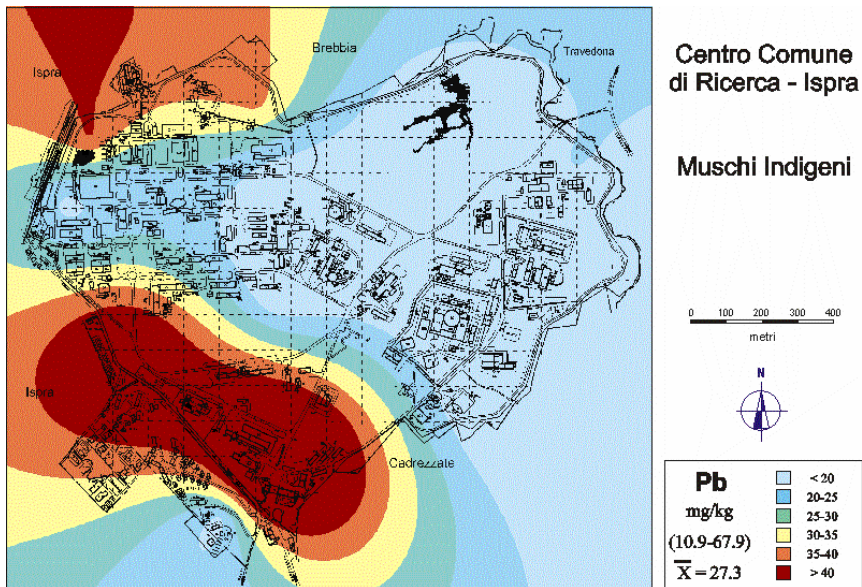 Brebbia
Travedona
Ispra
Ispra
Cadrezzate
Centro Comune
di Ricerca - Ispra
Muschi Indigeni
0 100 200 300 400
metri
N
Pb
mg/kg
(10.9-67.9)
X = 27.3
< 20
20-25
25-30
30-35
35-40
> 40